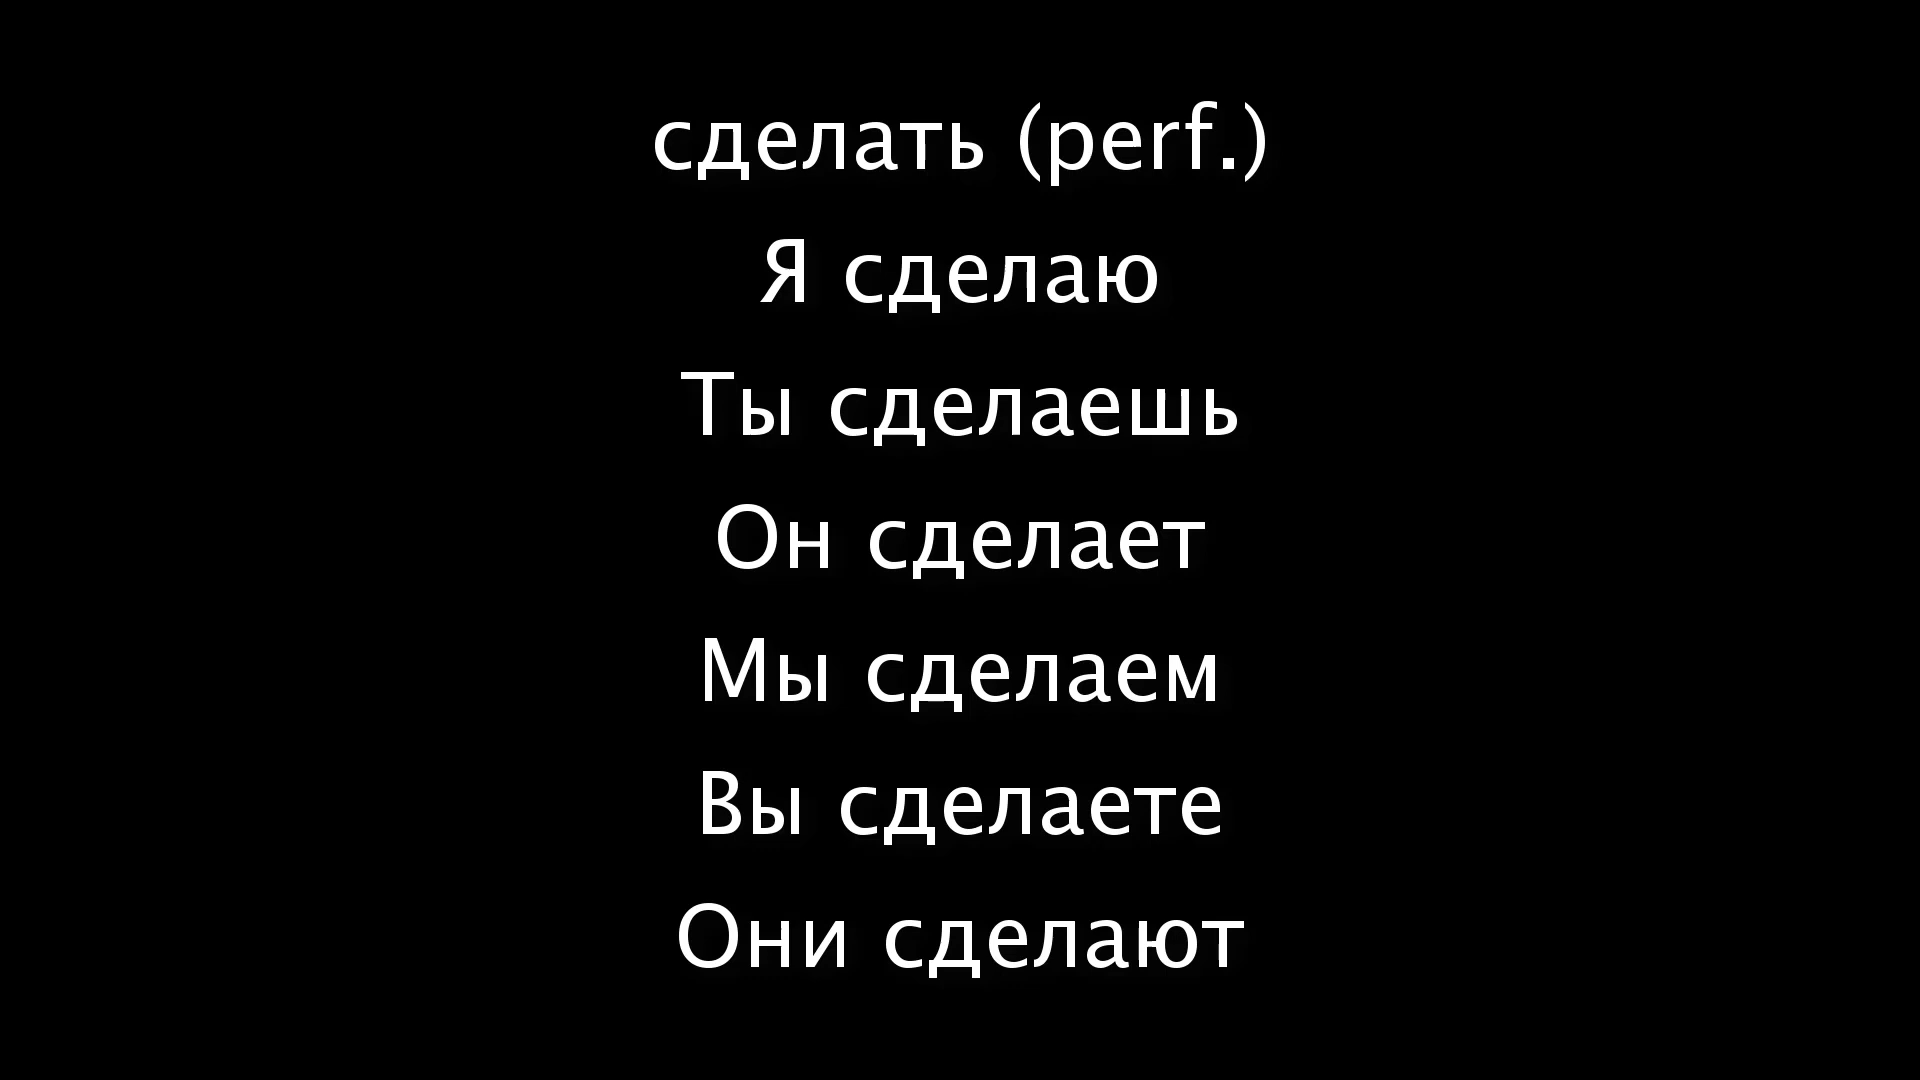 сделать (perf.)
Я сделаю
Ты сделаешь
Он сделает
Мы сделаем
Вы сделаете
Они сделают